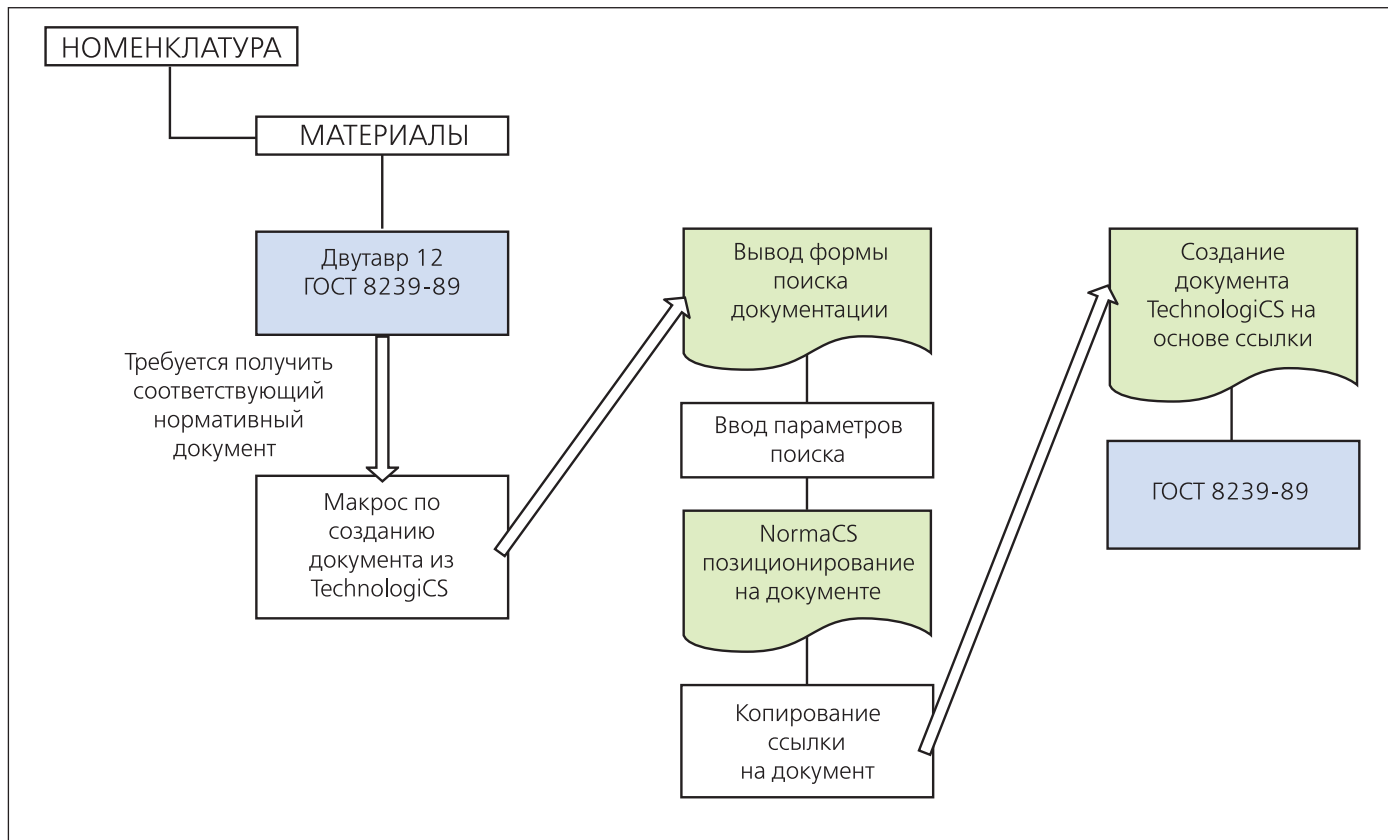 НОМЕНКЛАТУРА
МАТЕРИАЛЫ
Двутавр 12
ГОСТ 8239-89
Требуется получить
соответствующий
нормативный
документ
Макрос по
созданию
документа из
TechnologiCS
Вывод формы
поиска
документации
Ввод параметров
поиска
NormaCS
позиционирование
на документе
Копирование
ссылки
на документ
Создание
документа
TechnologiCS на
основе ссылки
ГОСТ 8239-89